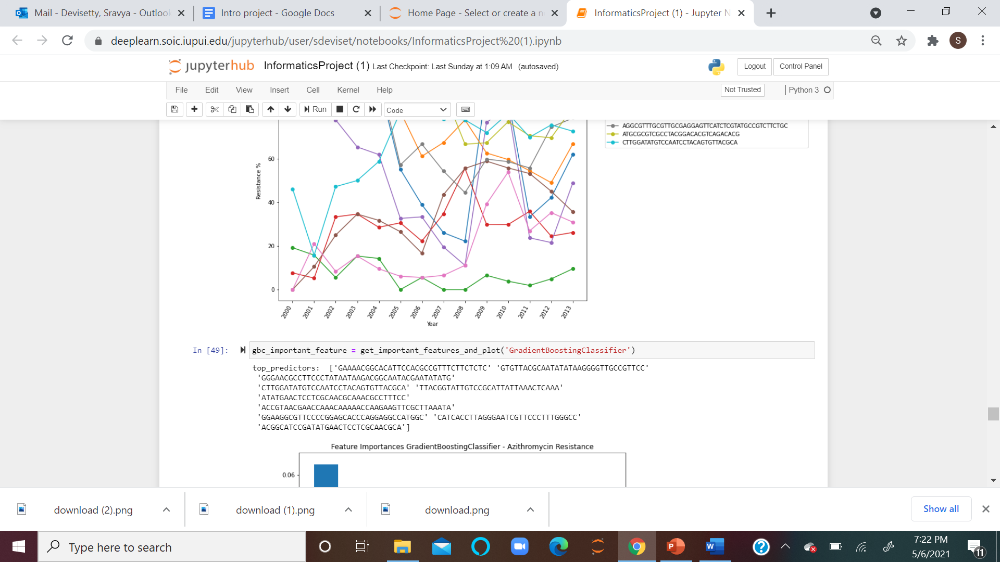 Mail - Devisetty, Sravya - Outlook
Intro project - Google Docs
Home Page - Select or create a n
InformaticsProject (1) - Jupyter N
deeplearn.soic.iupui.edu/jupyterhub/user/sdeviset/notebooks/InformaticsProject%20(1).ipynb
S
jupyterhub InformaticsProject (1) Last Checkpoint: Last Sunday at 1:09 AM (autosaved)
Logout Control Panel
File Edit View Insert Cell Kernel Help
Not Trusted Python 3
Run Code
AGGCGTTTGCGTTGCGAGGAGTTCATCTCGTATGCCGTCTTCTGC
ATGCGCGTCGCCTACGGACACGTCAGACACG
CTTGGATATGTCCAATCCTACAGTGTTACGCA
Resistance %
60
40
20
0
2000 2001 2002 2003 2004 2005 2006 2007 2008 2009 2010 2011 2012 2013
Year
In [49]: gbc_important_feature = get_important_features_and_plot('GradientBoostingClassifier')
top_predictors: ['GAAAACGGCACATTCCACGCCGTTTCTTCTCTC' 'GTGTTACGCAATATATAAGGGGTTGCCGTTCC'
'GGGAACGCCTTCCCTATAATAAGACGGCAATACGAATATATG'
'CTTGGATATGTCCAATCCTACAGTGTTACGCA' 'TTACGGTATTGTCCGCATTATTAAACTCAAA'
'ATATGAACTCCTCGCAACGCAAACGCCTTTCC'
'ACCGTAACGAACCAAACAAAAACCAAGAAGTTCGCTTAAATA'
'GGAAGGCGTTCCCCGGAGCACCCAGGAGGCCATGGC' 'CATCACCTTAGGGAATCGTTCCCTTTGGGCC'
'ACGGCATCCGATATGAACTCCTCGCAACGCA']
Feature Importances GradientBoostingClassifier - Azithromycin Resistance
0.06
download (2).png
download (1).png
download.png
Show all
Type here to search
7:22 PM
5/6/2021
11